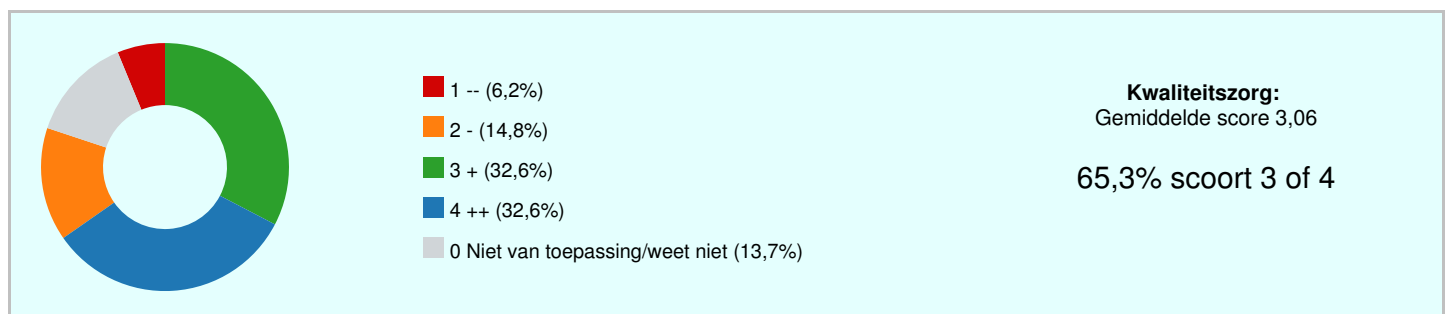 1 -- (6,2%)
2 - (14,8%)
3 + (32,6%)
4 ++ (32,6%)
0 Niet van toepassing/weet niet (13,7%)
Kwaliteitszorg:
Gemiddelde score 3,06
65,3% scoort 3 of 4